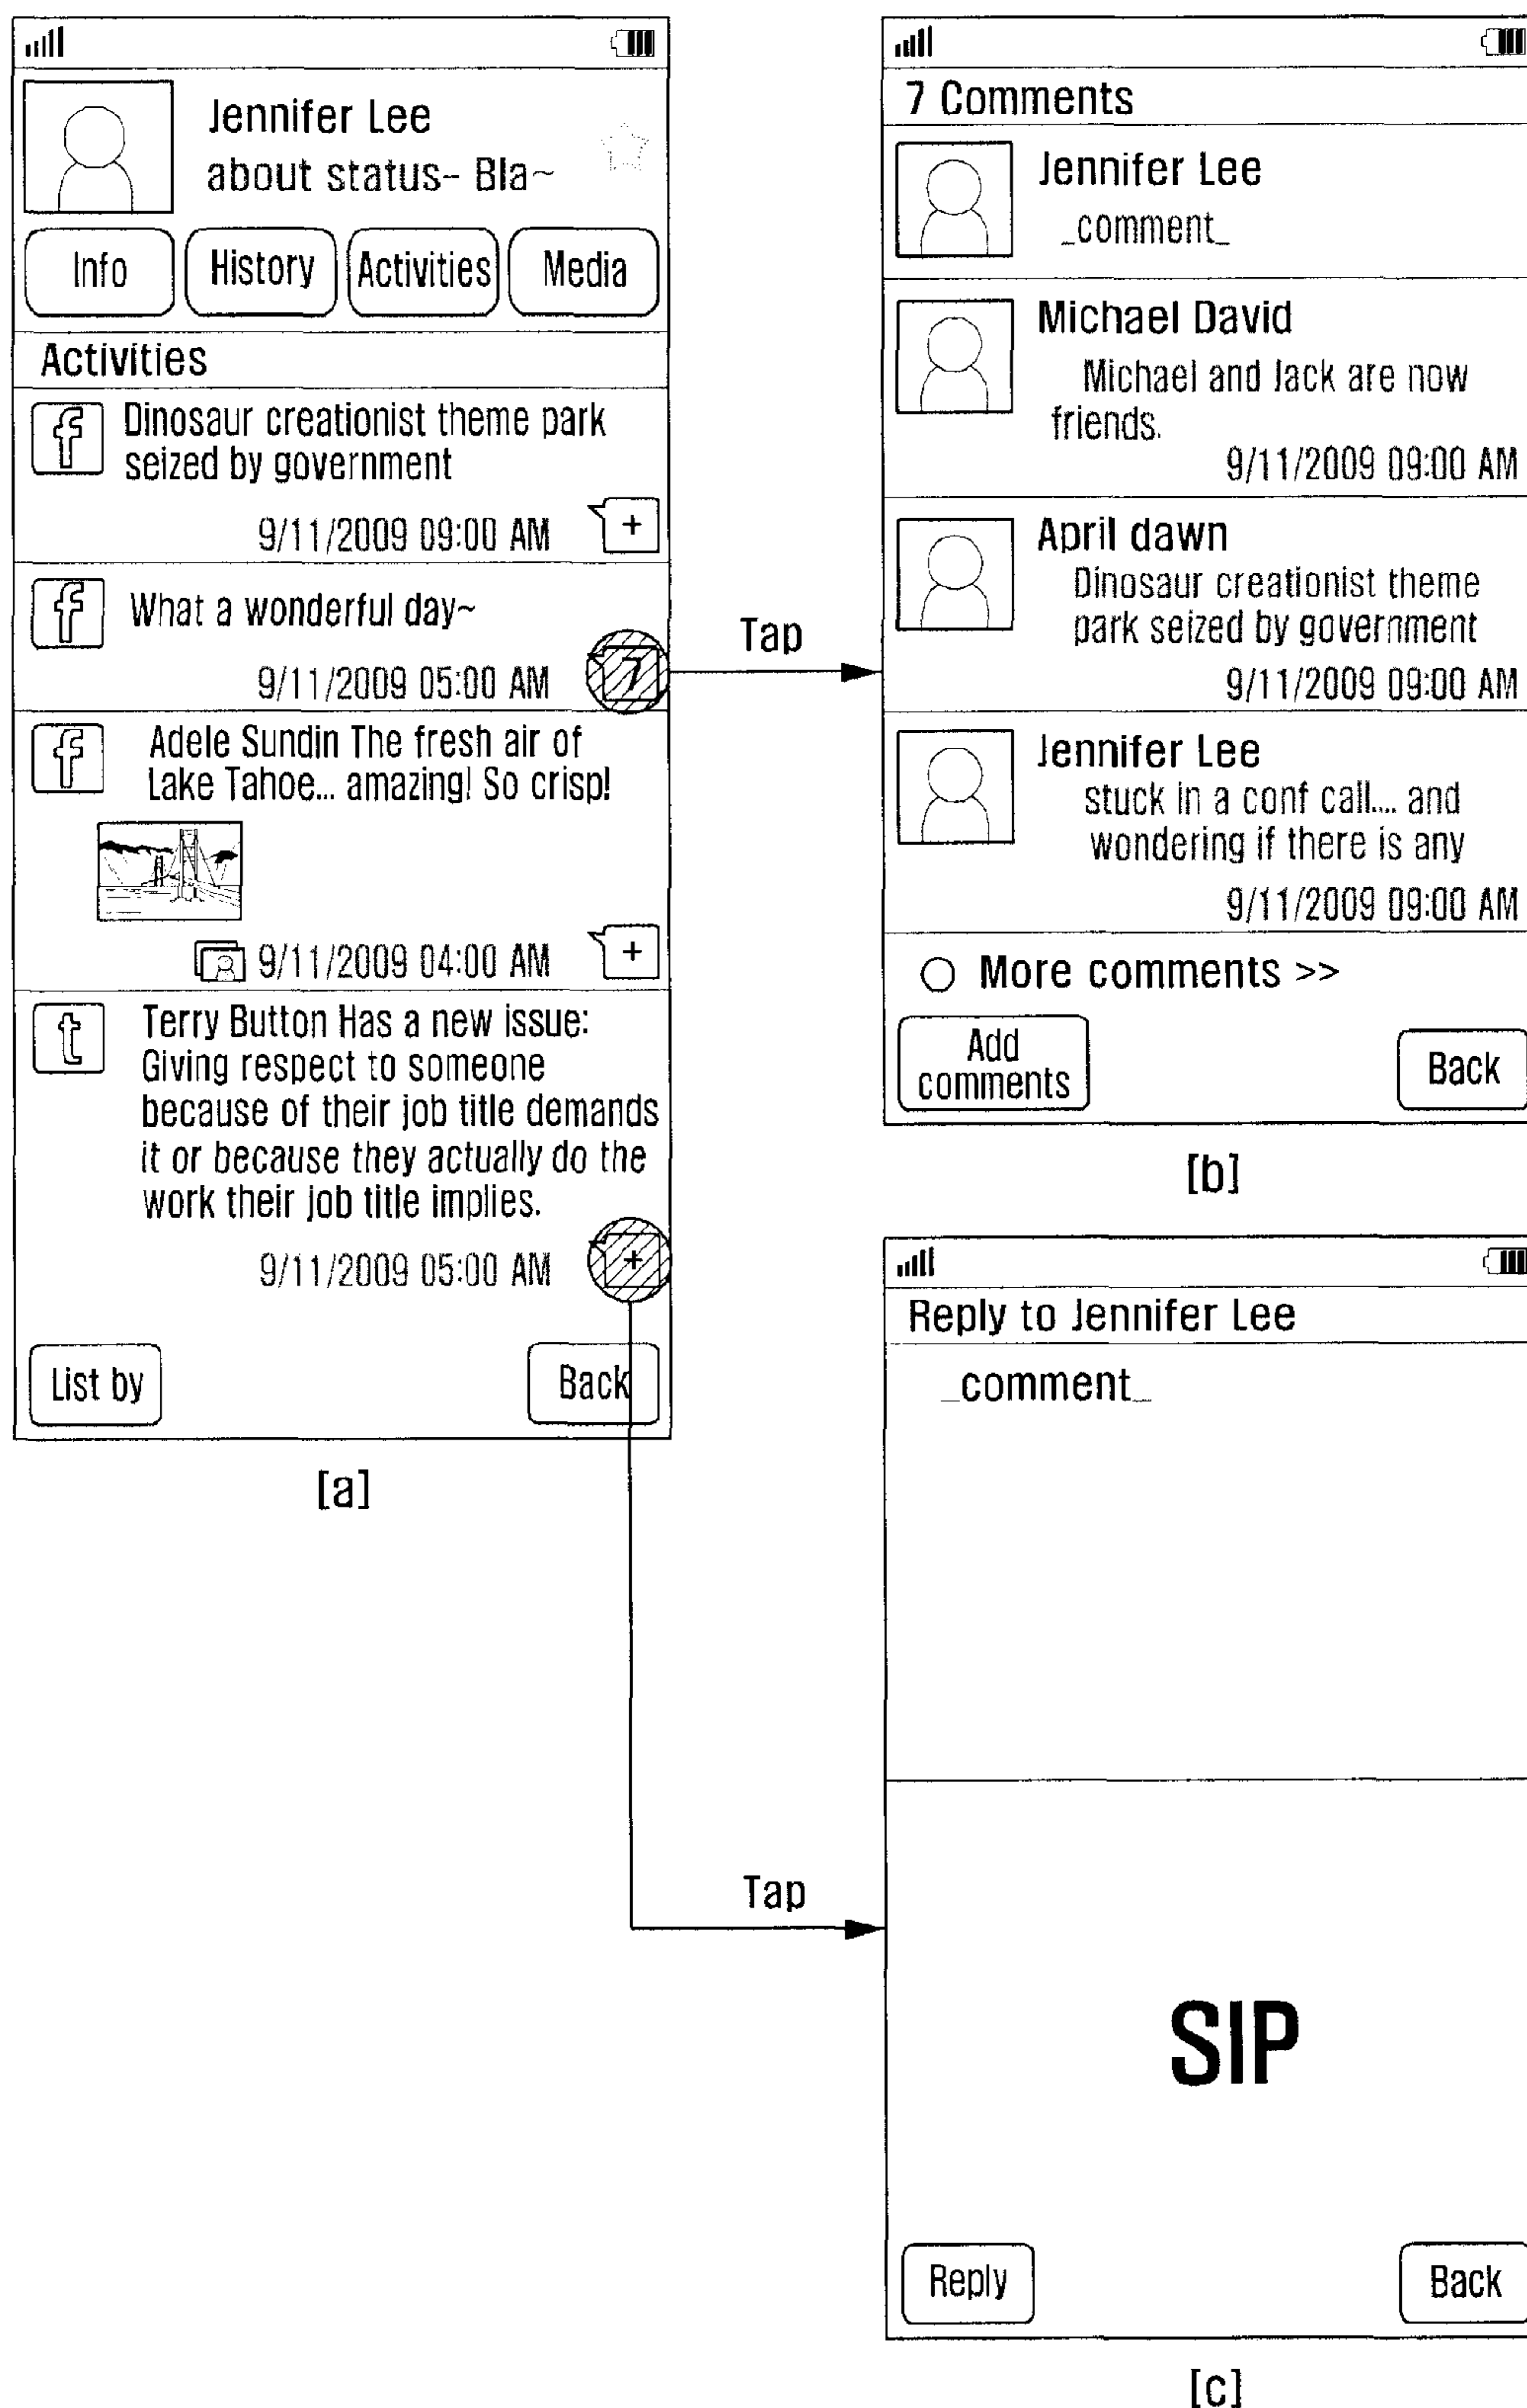 Jennifer Lee
about status- Bla~
Info
History
Activities
Media
Activities
f
Dinosaur creationist theme park
seized by government
9/11/2009 09:00 AM
+
f
What a wonderful day~
9/11/2009 05:00 AM
7
f
Adele Sundin The fresh air of
Lake Tahoe... amazing! So crisp!
9/11/2009 04:00 AM
+
t
Terry Button Has a new issue:
Giving respect to someone
because of their job title demands
it or because they actually do the
work their job title implies.
9/11/2009 05:00 AM
+
List by
Back
[a]
Tap
7 Comments
Jennifer Lee
_comment_
Michael David
Michael and Jack are now
friends.
9/11/2009 09:00 AM
April dawn
Dinosaur creationist theme
park seized by government
9/11/2009 09:00 AM
Jennifer Lee
stuck in a conf call.... and
wondering if there is any
9/11/2009 09:00 AM
More comments >>
Add
comments
Back
[b]
Tap
Reply to Jennifer Lee
_comment_
SIP
Reply
Back
[c]